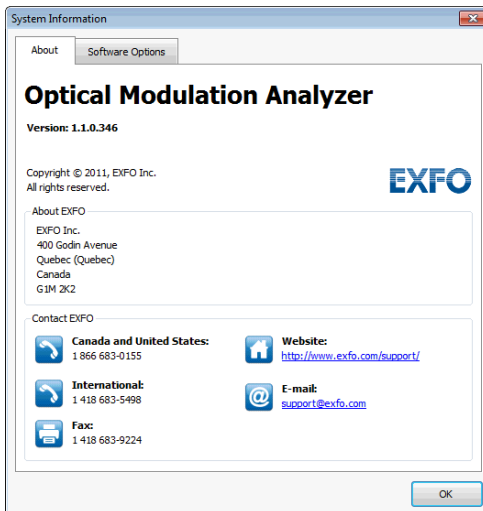 System Information
About
Software Options
Optical Modulation Analyzer
Version: 1.1.0.346
Copyright © 2011, EXFO Inc.
All rights reserved.
EXFO
About EXFO
EXFO Inc.
400 Godin Avenue
Quebec (Quebec)
Canada
G1M 2K2
Contact EXFO
Canada and United States:
1 866 683-0155
International:
1 418 683-5498
Fax:
1 418 683-9224
Website:
http://www.exfo.com/support/
E-mail:
support@exfo.com
OK